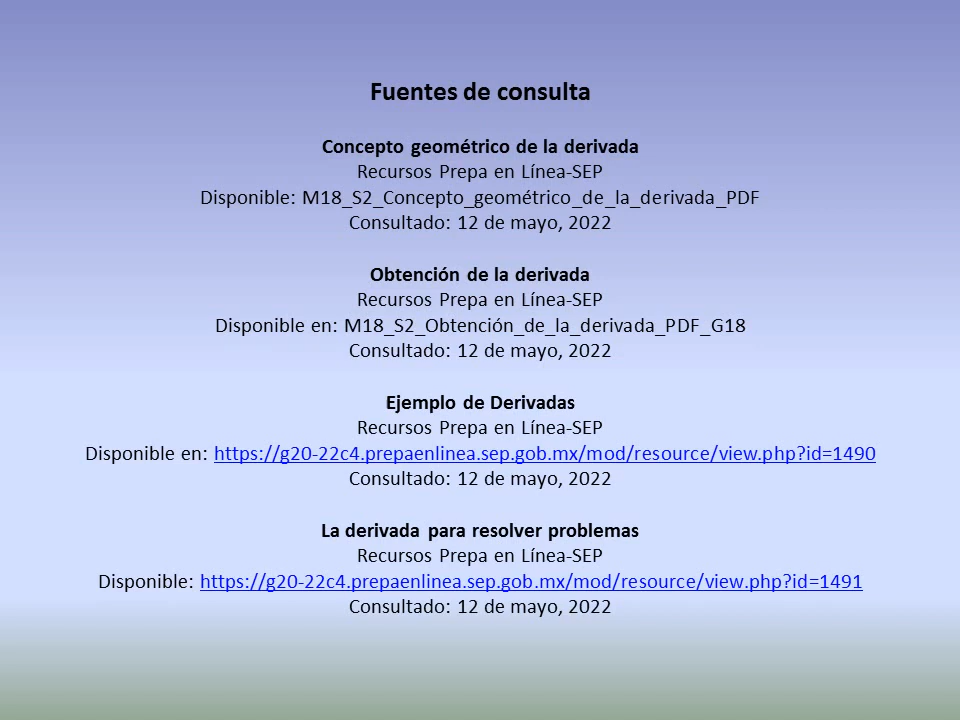 Fuentes de consulta
Concepto geométrico de la derivada
Recursos Prepa en Línea-SEP
Disponible: M18_S2_Concepto_geométrico_de_la_derivada_PDF
Consultado: 12 de mayo, 2022
Obtención de la derivada
Recursos Prepa en Línea-SEP
Disponible en: M18_S2_Obtención_de_la_derivada_PDF_G18
Consultado: 12 de mayo, 2022
Ejemplo de Derivadas
Recursos Prepa en Línea-SEP
Disponible en: https://g20-22c4.prepaenlinea.sep.gob.mx/mod/resource/view.php?id=1490
Consultado: 12 de mayo, 2022
La derivada para resolver problemas
Recursos Prepa en Línea-SEP
Disponible: https://g20-22c4.prepaenlinea.sep.gob.mx/mod/resource/view.php?id=1491
Consultado: 12 de mayo, 2022